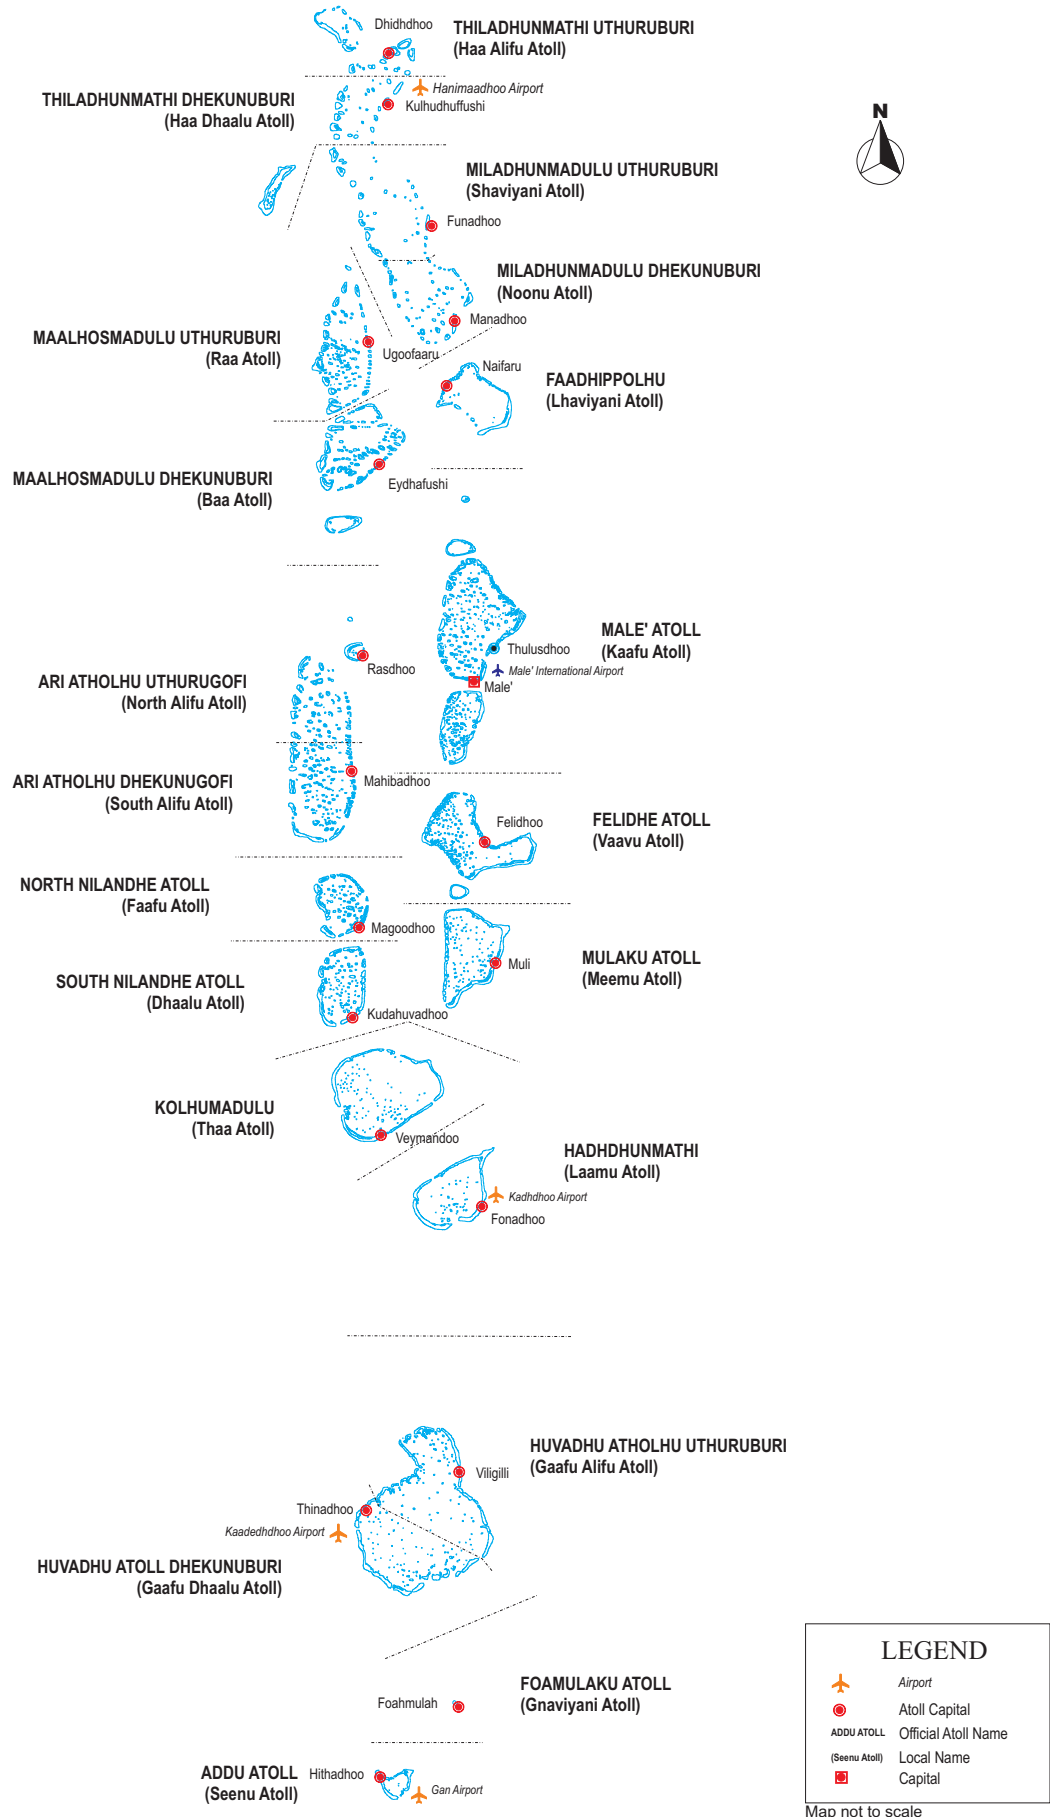 Dhidhdhoo
THILADHUNMATHI UTHURUBURI
(Haa Alifu Atoll)
Hanimaadhoo Airport
THILADHUNMATHI DHEKUNUBURI
(Haa Dhaalu Atoll)
Kulhudhuffushi
N
MILADHUNMADULU UTHURUBURI
(Shaviyani Atoll)
Funadhoo
MILADHUNMADULU DHEKUNUBURI
(Noonu Atoll)
Manadhoo
MAALHOSMADULU UTHURUBURI
(Raa Atoll)
Ugoofaaru
Naifaru
FAADHIPPOLHU
(Lhaviyani Atoll)
MAALHOSMADULU DHEKUNUBURI
(Baa Atoll)
Eydhafushi
MALE' ATOLL
(Kaafu Atoll)
Thulusdhoo
Rasdhoo
Male' International Airport
Male'
ARI ATHOLHU UTHURUGOFI
(North Alifu Atoll)
ARI ATHOLHU DHEKUNUGOFI
(South Alifu Atoll)
Mahibadhoo
Felidhoo
FELIDHE ATOLL
(Vaavu Atoll)
NORTH NILANDHE ATOLL
(Faafu Atoll)
Magoodhoo
MULAKU ATOLL
(Meemu Atoll)
Muli
SOUTH NILANDHE ATOLL
(Dhaalu Atoll)
Kudahuvadhoo
KOLHUMADULU
(Thaa Atoll)
Veymandoo
HADHDHUNMATHI
(Laamu Atoll)
Kadhdhoo Airport
Fonadhoo
HUVADHU ATHOLHU UTHURUBURI
(Gaafu Alifu Atoll)
Viligilli
Thinadhoo
Kaadedhdhoo Airport
HUVADHU ATOLL DHEKUNUBURI
(Gaafu Dhaalu Atoll)
FOAMULAKU ATOLL
(Gnaviyani Atoll)
Foahmulah
ADDU ATOLL
(Seenu Atoll)
Hithadhoo
Gan Airport
LEGEND
Airport
Atoll Capital
ADDU ATOLL Official Atoll Name
(Seenu Atoll) Local Name
Capital
Map not to scale